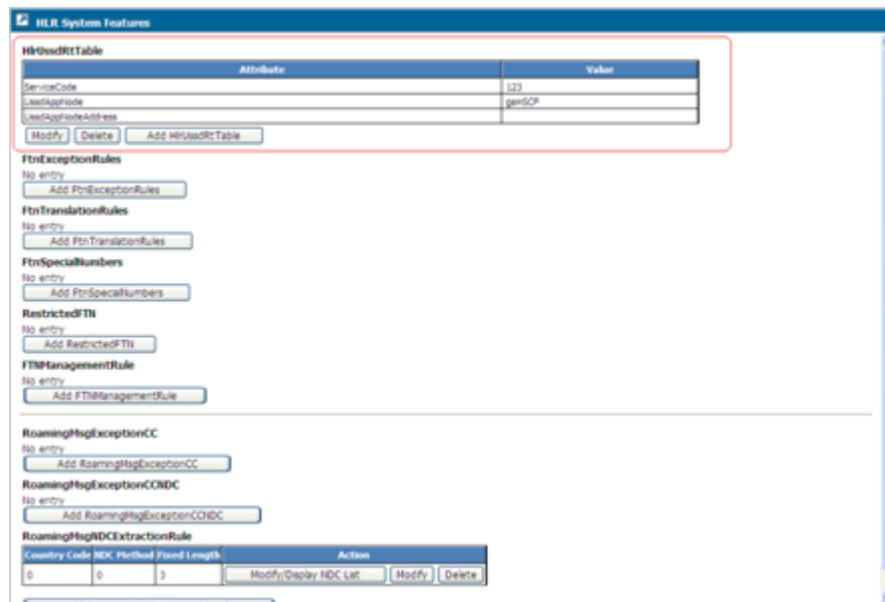 HLR System Features
HlrUssdRtTable
Attribute Value
ServiceCode 123
UssdAppNode gsmSCF
UssdAppNodeAddress
Modify Delete Add HlrUssdRtTable
FtnExceptionRules
No entry
Add FtnExceptionRules
FtnTranslationRules
No entry
Add FtnTranslationRules
FtnSpecialNumbers
No entry
Add FtnSpecialNumbers
RestrictedFTN
No entry
Add RestrictedFTN
FTNManagementRule
No entry
Add FTNManagementRule
RoamingMsgExceptionCC
No entry
Add RoamingMsgExceptionCC
RoamingMsgExceptionCCNDC
No entry
Add RoamingMsgExceptionCCNDC
RoamingMsgNDCExtractionRule
Country Code NDC Method Fixed Length Action
0 0 3 Modify/Display NDC List Modify Delete